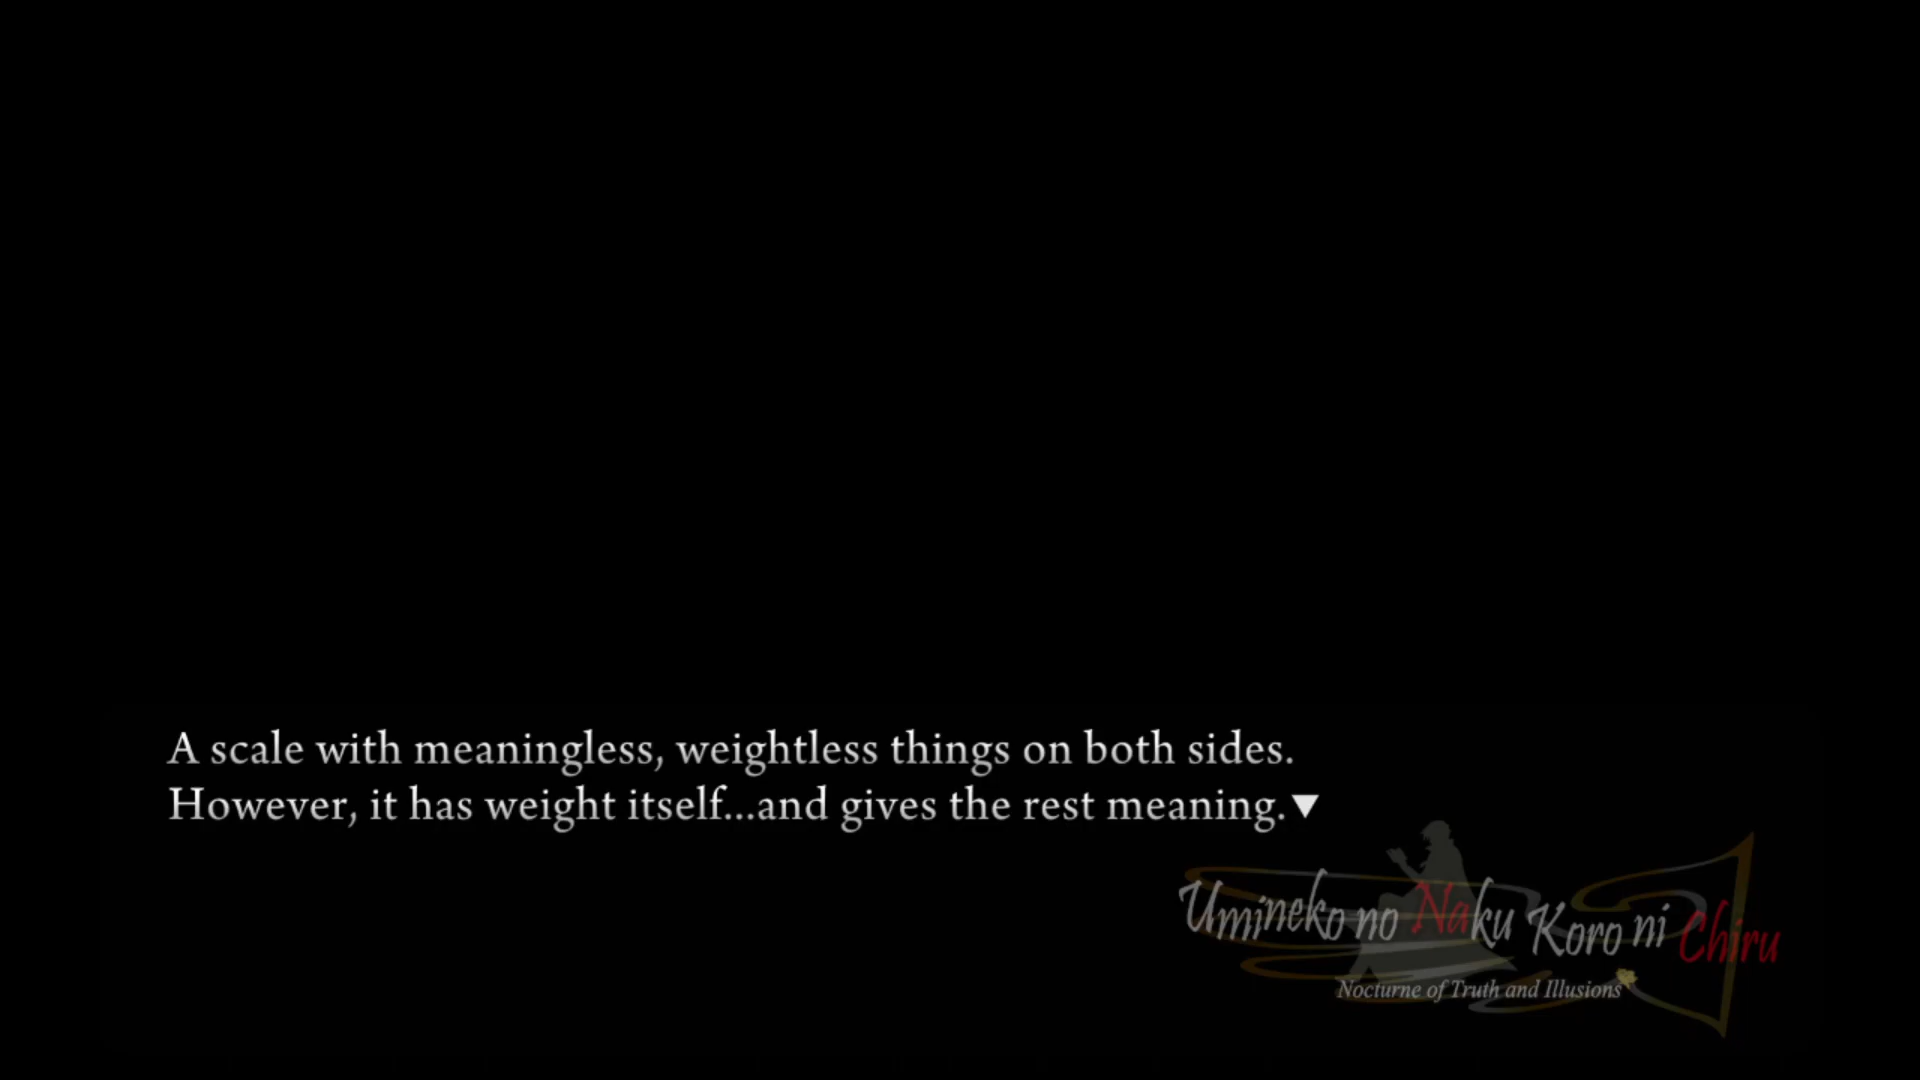 A scale with meaningless, weightless things on both sides.
However, it has weight itself...and gives the rest meaning.
Umineko no Naku Koro ni Chiru
Nocturne of Truth and Illusions